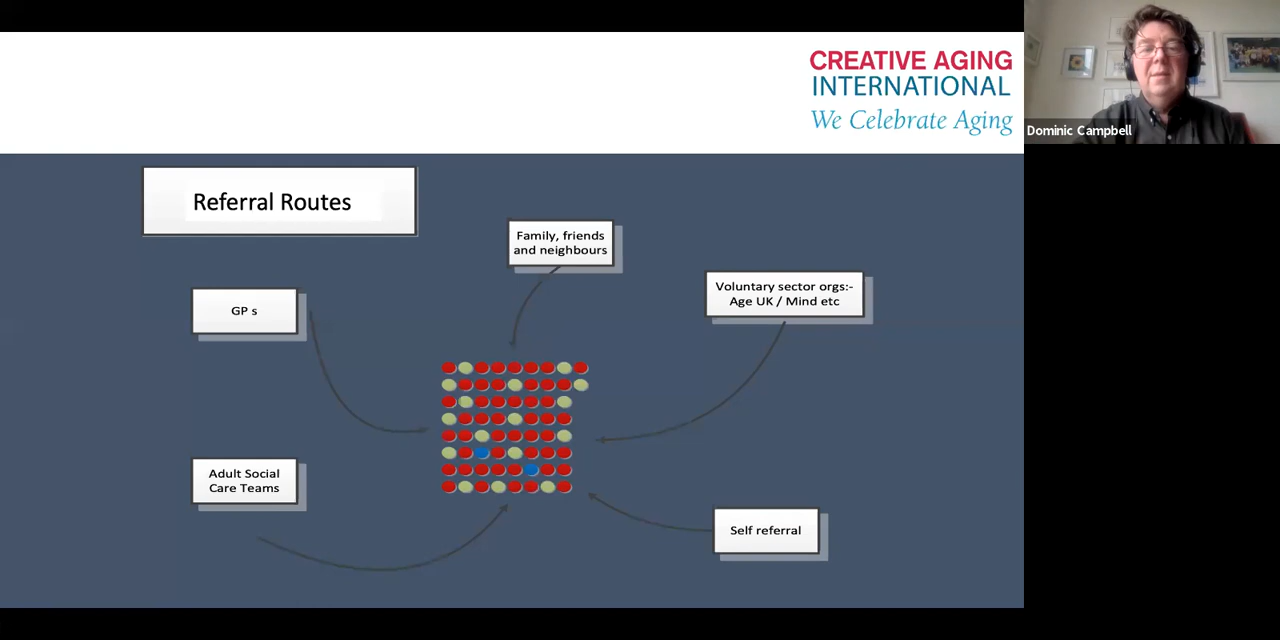 CREATIVE AGING
INTERNATIONAL
We Celebrate Aging
Dominic Campbell
Referral Routes
Family, friends
and neighbours
Voluntary sector orgs:-
Age UK / Mind etc
GP s
Adult Social
Care Teams
Self referral